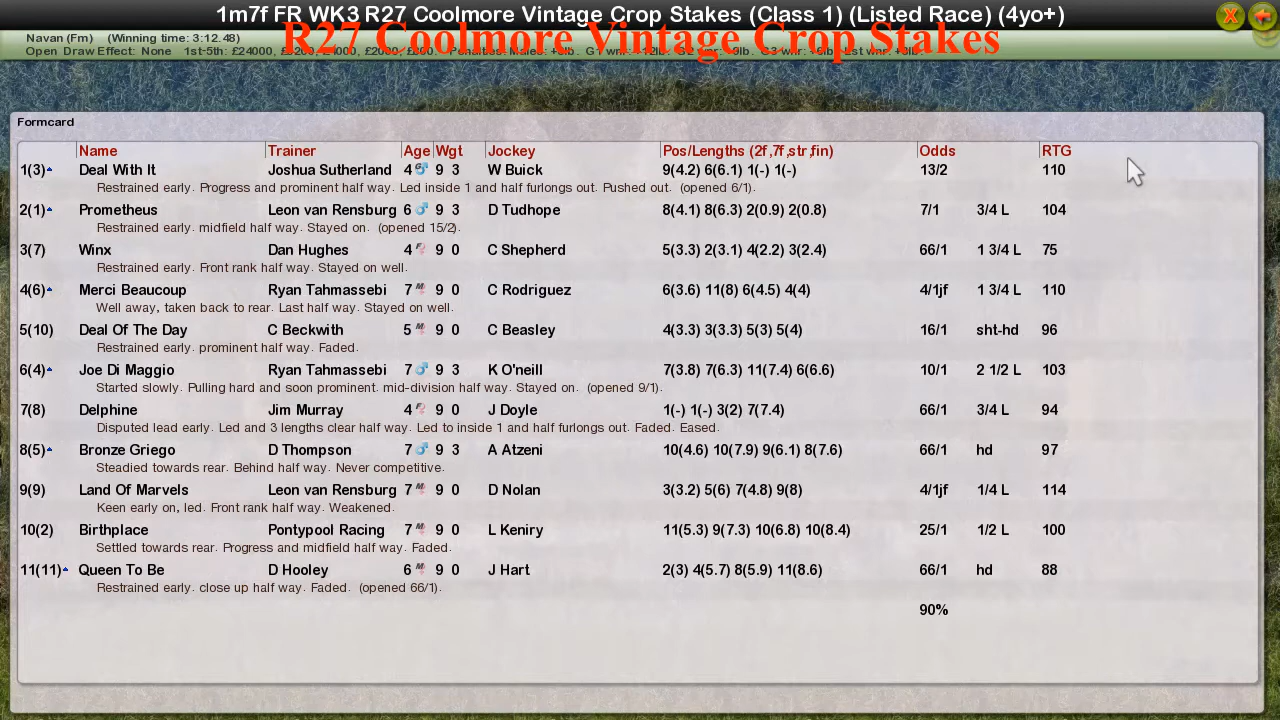 1m7f FR WK3 R27 Coolmore Vintage Crop Stakes (Class 1) (Listed Race) (4yo+)
R27 Coolmore Vintage Crop Stakes
Navan (Fm) (Winning time: 3:12.48)
Open Draw Effect: None 1st-5th: £24000,
Formcard
Name Trainer Age Wgt Jockey Pos/Lengths (2f,7f,str,fin) Odds RTG
1(3) Deal With It Joshua Sutherland 4 9 3 W Buick 9(4.2) 6(6.1) 1(-) 1(-) 13/2 110
Restrained early. Progress and prominent half way. Led inside 1 and half furlongs out. Pushed out. (opened 6/1).
2(1) Prometheus Leon van Rensburg 6 9 3 D Tudhope 8(4.1) 8(6.3) 2(0.9) 2(0.8) 7/1 3/4 L 104
Restrained early. midfield half way. Stayed on. (opened 15/2).
3(7) Winx Dan Hughes 4 9 0 C Shepherd 5(3.3) 2(3.1) 4(2.2) 3(2.4) 66/1 1 3/4 L 75
Restrained early. Front rank half way. Stayed on well.
4(6) Merci Beaucoup Ryan Tahmassebi 7 9 0 C Rodriguez 6(3.6) 11(8) 6(4.5) 4(4) 4/1jf 1 3/4 L 110
Well away, taken back to rear. Last half way. Stayed on well.
5(10) Deal Of The Day C Beckwith 5 9 0 C Beasley 4(3.3) 3(3.3) 5(3) 5(4) 16/1 sht-hd 96
Restrained early. prominent half way. Faded.
6(4) Joe Di Maggio Ryan Tahmassebi 7 9 3 K O'neill 7(3.8) 7(6.3) 11(7.4) 6(6.6) 10/1 2 1/2 L 103
Started slowly. Pulling hard and soon prominent. mid-division half way. Stayed on. (opened 9/1).
7(8) Delphine Jim Murray 4 9 0 J Doyle 1(-) 1(-) 3(2) 7(7.4) 66/1 3/4 L 94
Disputed lead early. Led and 3 lengths clear half way. Led to inside 1 and half furlongs out. Faded. Eased.
8(5) Bronze Griego D Thompson 7 9 3 A Atzeni 10(4.6) 10(7.9) 9(6.1) 8(7.6) 66/1 hd 97
Steadied towards rear. Behind half way. Never competitive.
9(9) Land Of Marvels Leon van Rensburg 7 9 0 D Nolan 3(3.2) 5(6) 7(4.8) 9(8) 4/1jf 1/4 L 114
Keen early on, led. Front rank half way. Weakened.
10(2) Birthplace Pontypool Racing 7 9 0 L Keniry 11(5.3) 9(7.3) 10(6.8) 10(8.4) 25/1 1/2 L 100
Settled towards rear. Progress and midfield half way. Faded.
11(11) Queen To Be D Hooley 6 9 0 J Hart 2(3) 4(5.7) 8(5.9) 11(8.6) 66/1 hd 88
Restrained early. close up half way. Faded. (opened 66/1).
90%